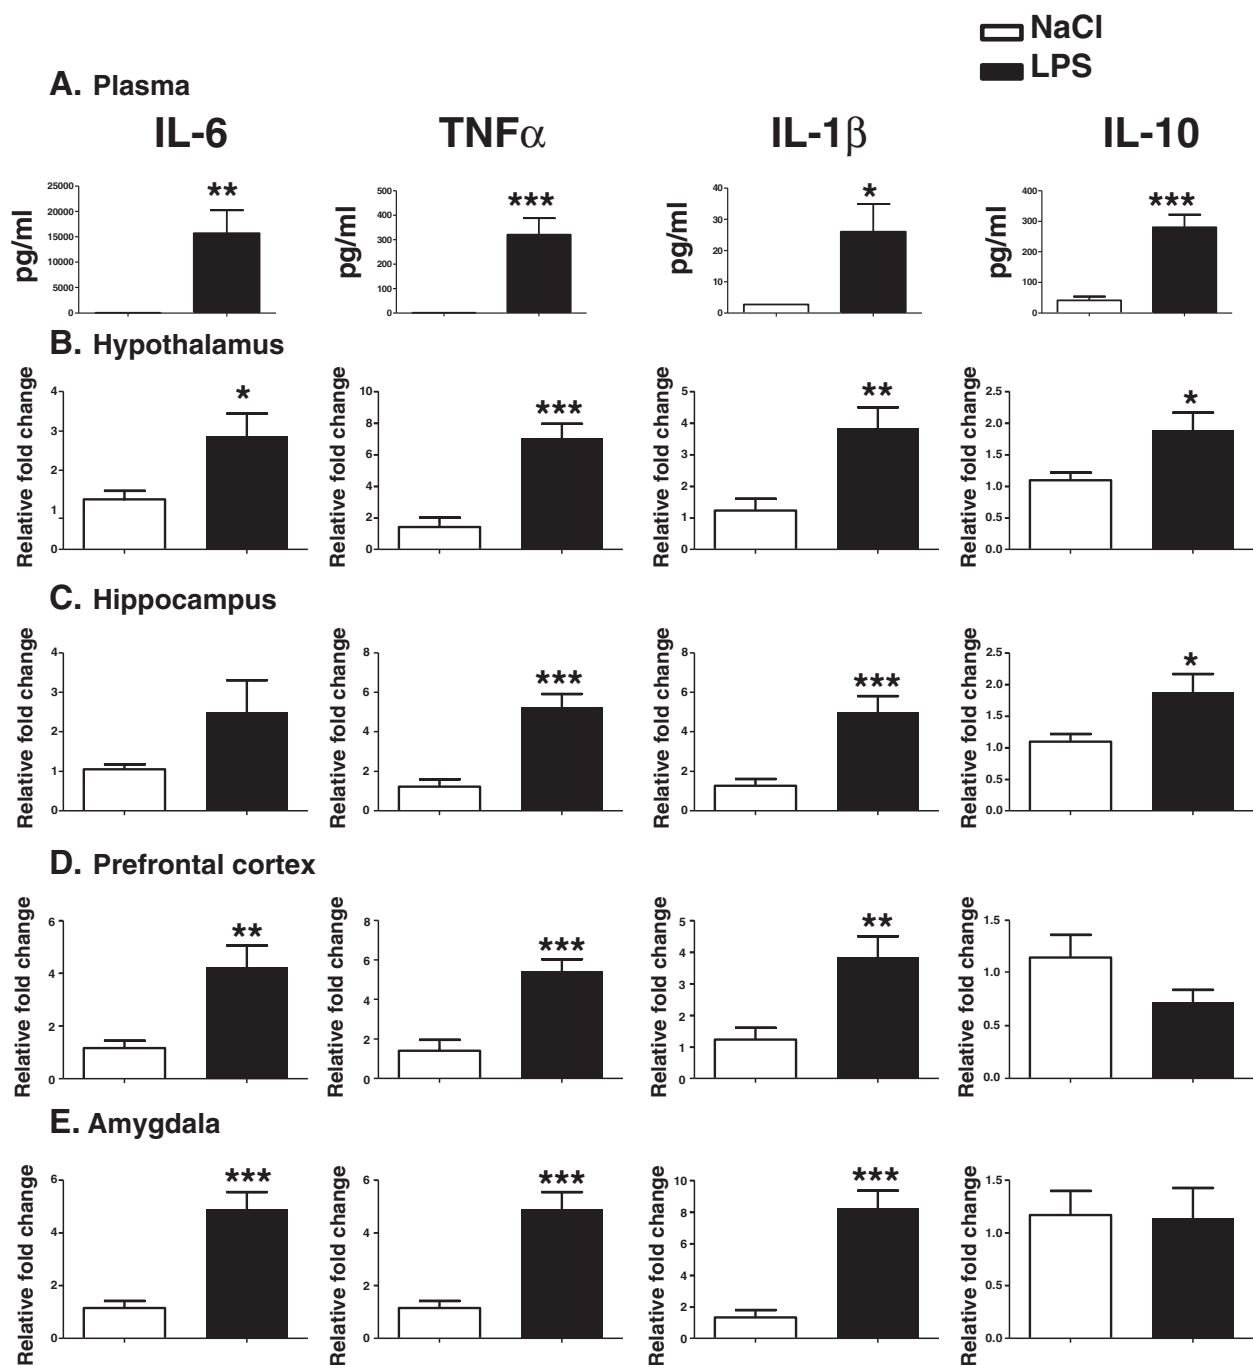 NaCl
LPS
A. Plasma
IL-6 TNFα IL-1β IL-10
pg/ml 25000 20000 15000 10000 5000 0 **
pg/ml 500 400 300 200 100 0 ***
pg/ml 40 30 20 10 0 *
pg/ml 400 300 200 100 0 ***
B. Hypothalamus
Relative fold change 4 3 2 1 0 *
Relative fold change 10 8 6 4 2 0 ***
Relative fold change 5 4 3 2 1 0 **
Relative fold change 2.5 2.0 1.5 1.0 0.5 0.0 *
C. Hippocampus
Relative fold change 4 3 2 1 0
Relative fold change 8 6 4 2 0 ***
Relative fold change 8 6 4 2 0 ***
Relative fold change 2.5 2.0 1.5 1.0 0.5 0.0 *
D. Prefrontal cortex
Relative fold change 6 4 2 0 **
Relative fold change 8 6 4 2 0 ***
Relative fold change 5 4 3 2 1 0 **
Relative fold change 1.5 1.0 0.5 0.0
E. Amygdala
Relative fold change 6 4 2 0 ***
Relative fold change 6 4 2 0 ***
Relative fold change 10 8 6 4 2 0 ***
Relative fold change 1.5 1.0 0.5 0.0